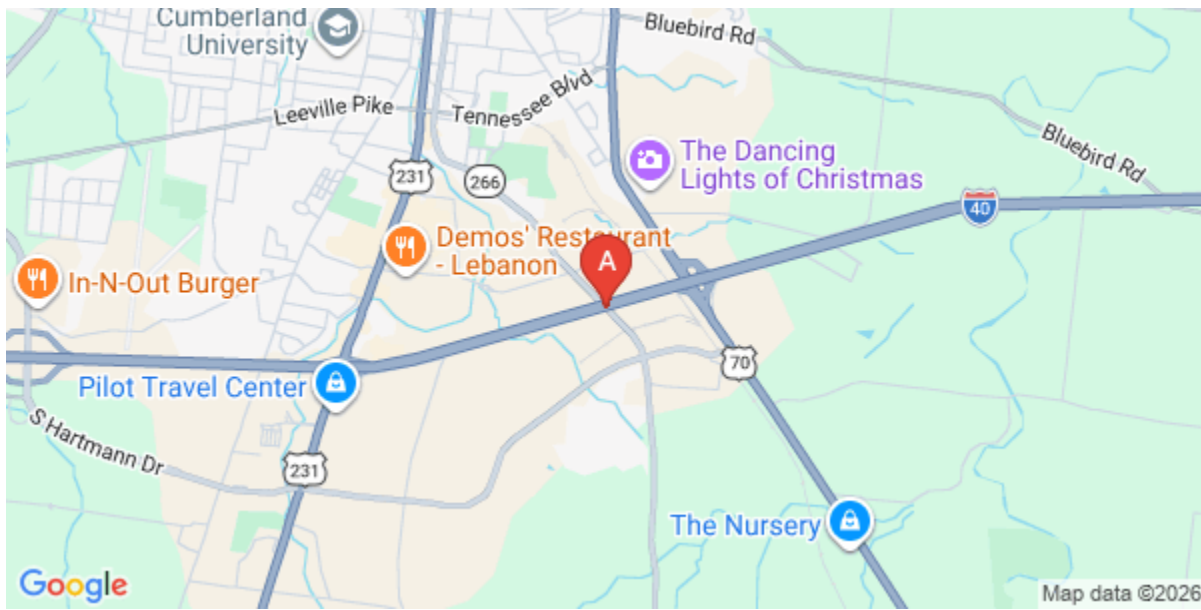 Cumberland
University
Bluebird Rd
Leeville Pike
Tennessee Blvd
Bluebird Rd
The Dancing
Lights of Christmas
231
266
40
Demos' Restaurant
- Lebanon
A
In-N-Out Burger
70
Pilot Travel Center
S Hartmann Dr
231
The Nursery
Google
Map data ©2026